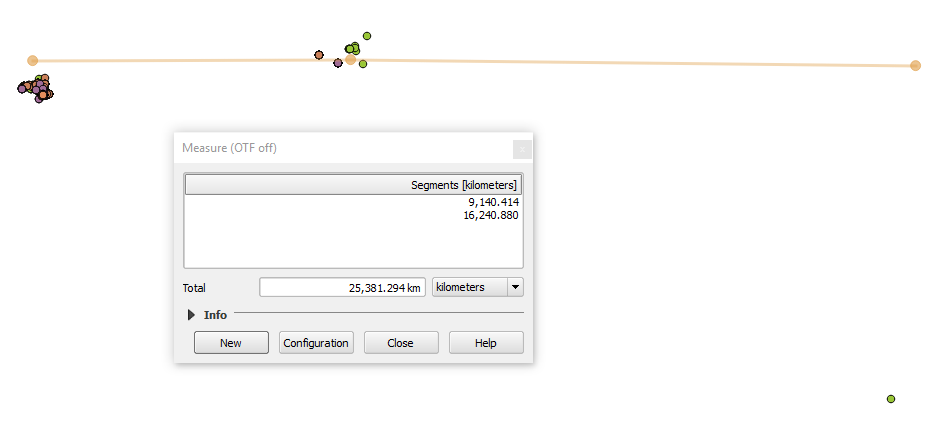 Measure (OTF off)
x
Segments [kilometers]
9,140.414
16,240.880
Total
25,381.294 km
kilometers
Info
New
Configuration
Close
Help